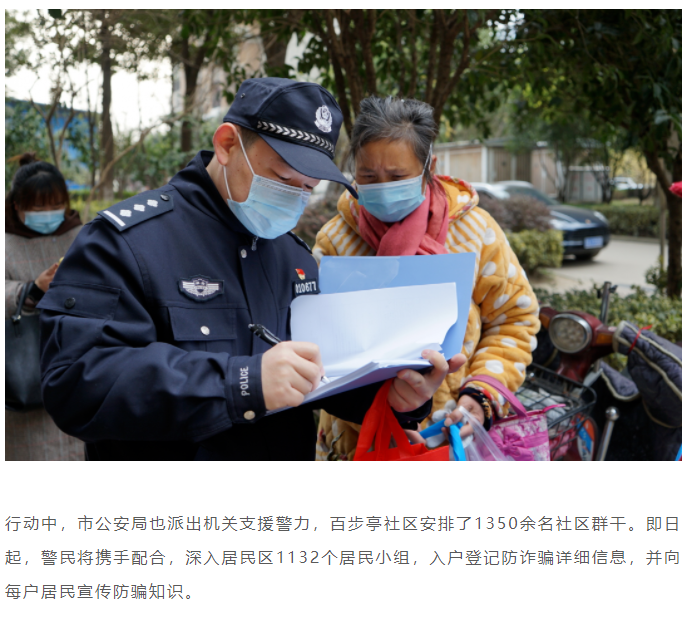 POLICE
010677
行动中，市公安局也派出机关支援警力，百步亭社区安排了1350余名社区群干。即日
起，警民将携手配合，深入居民区1132个居民小组，入户登记防诈骗详细信息，并向
每户居民宣传防骗知识。